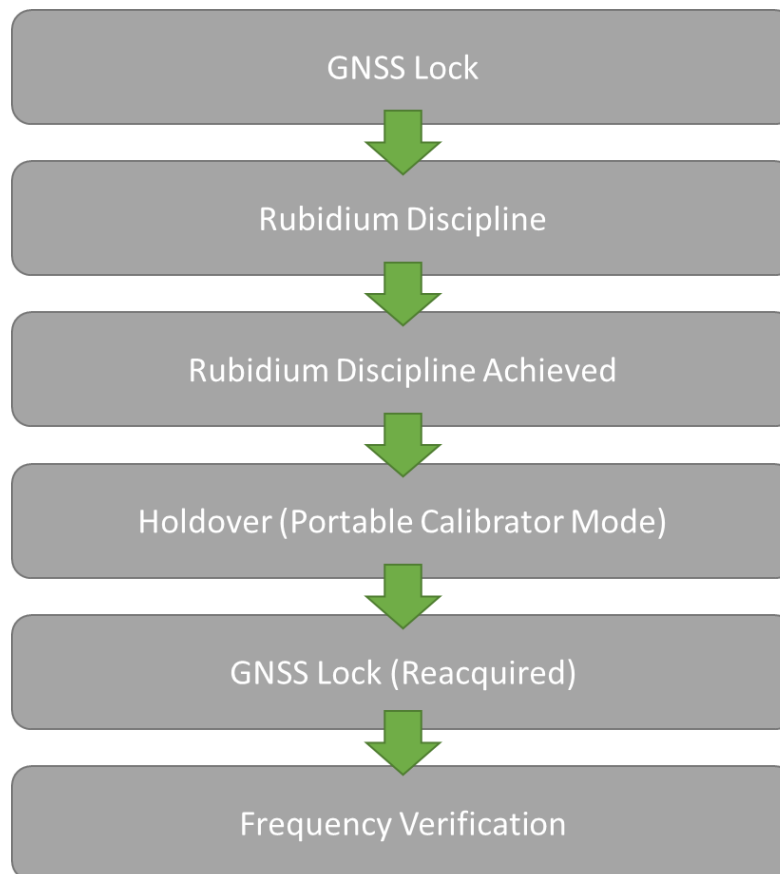 GNSS Lock
Rubidium Discipline
Rubidium Discipline Achieved
Holdover (Portable Calibrator Mode)
GNSS Lock (Reacquired)
Frequency Verification